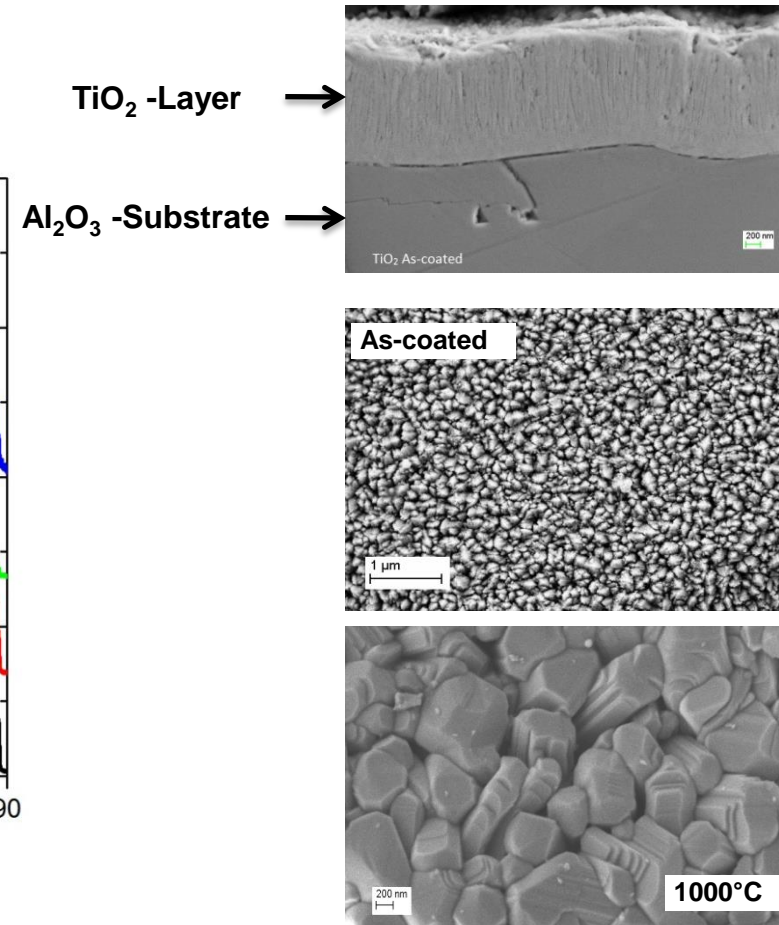 TiO₂ -Layer
Al₂O₃ -Substrate
200 nm
TiO₂ As-coated
As-coated
1 µm
90
200 nm
1000°C